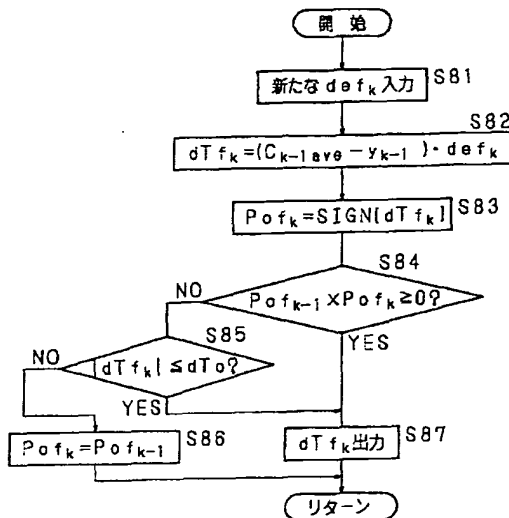 開始
新たなdefₖ入力 S81
S82
dTfₖ=(Cₖ₋₁ave−yₖ₋₁)・defₖ
Pofₖ=SIGN[dTfₖ] S83
S84
NO
Pofₖ₋₁×Pofₖ≥0?
S85
YES
NO
|dTfₖ|≤dTo?
YES
Pofₖ=Pofₖ₋₁ S86
dTfₖ出力 S87
リターン